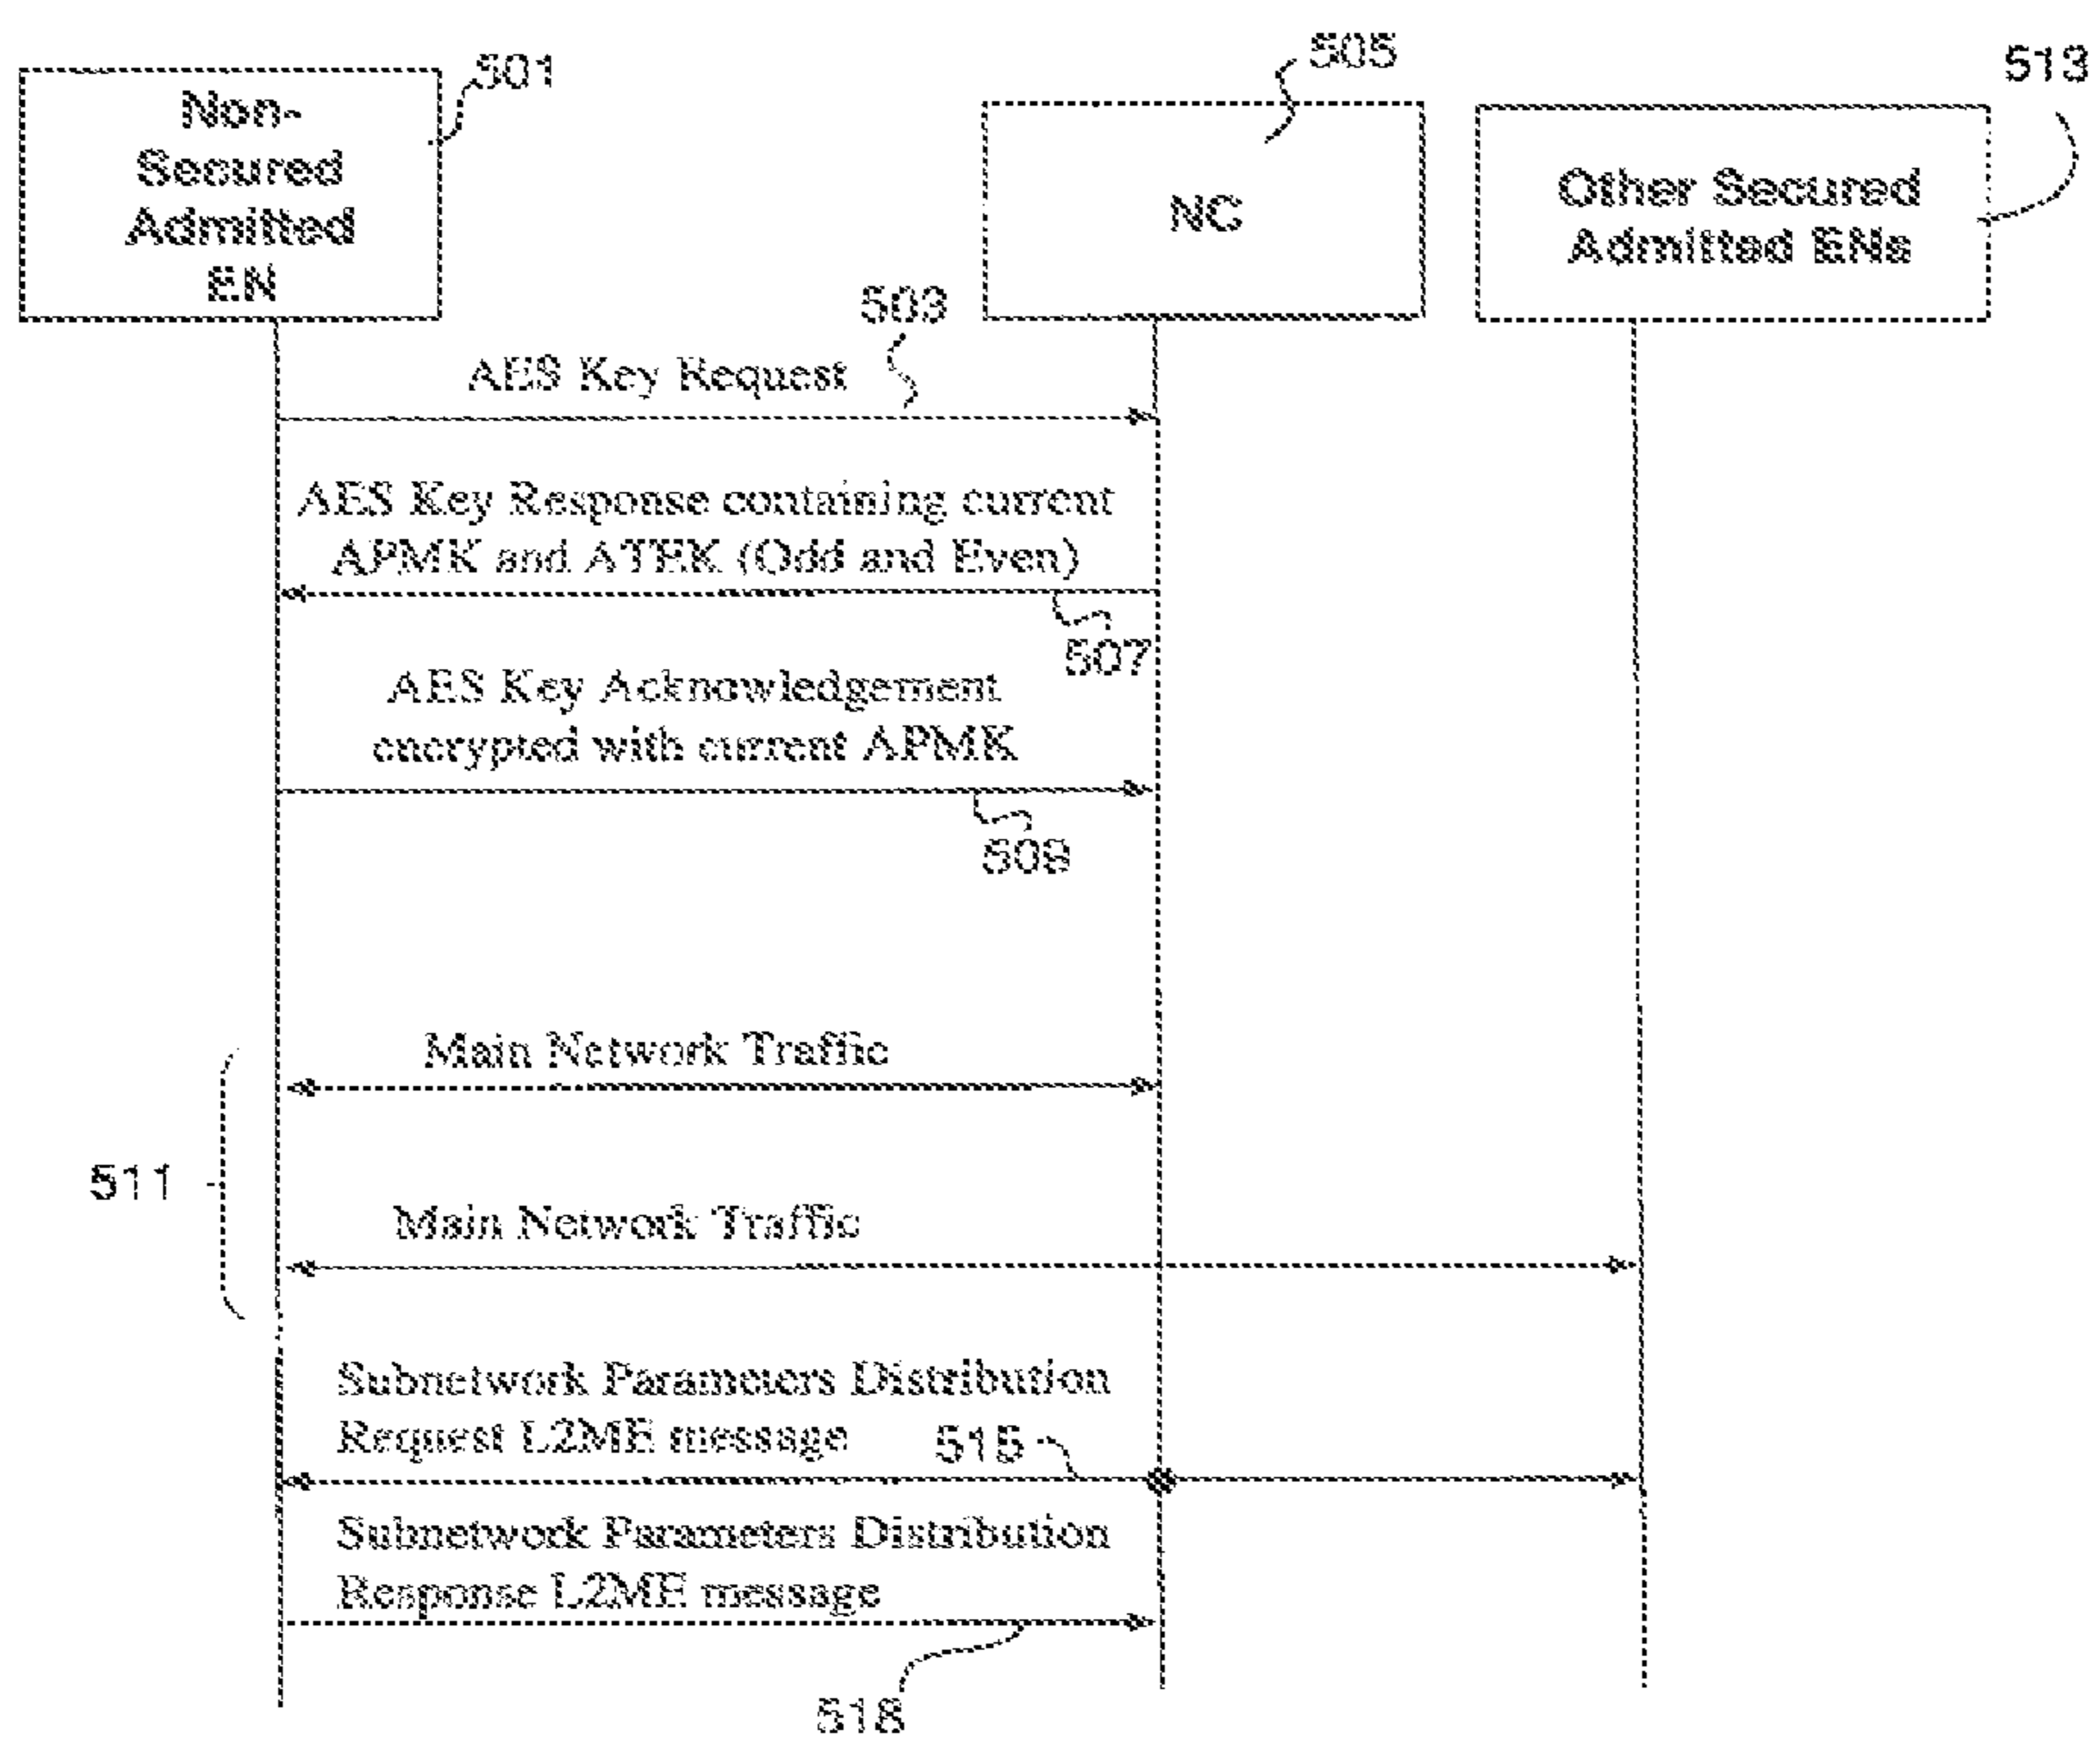 501
505
513
Non-
Secured
Admitted
EN
NC
Other Secured
Admitted ENs
503
AES Key Request
AES Key Response containing current
APMK and ATEK (Odd and Even)
507
AES Key Acknowledgement
encrypted with current APMK
509
Main Network Traffic
511
Main Network Traffic
Subnetwork Parameters Distribution
Request L2ME message
515
Subnetwork Parameters Distribution
Response L2ME message
518